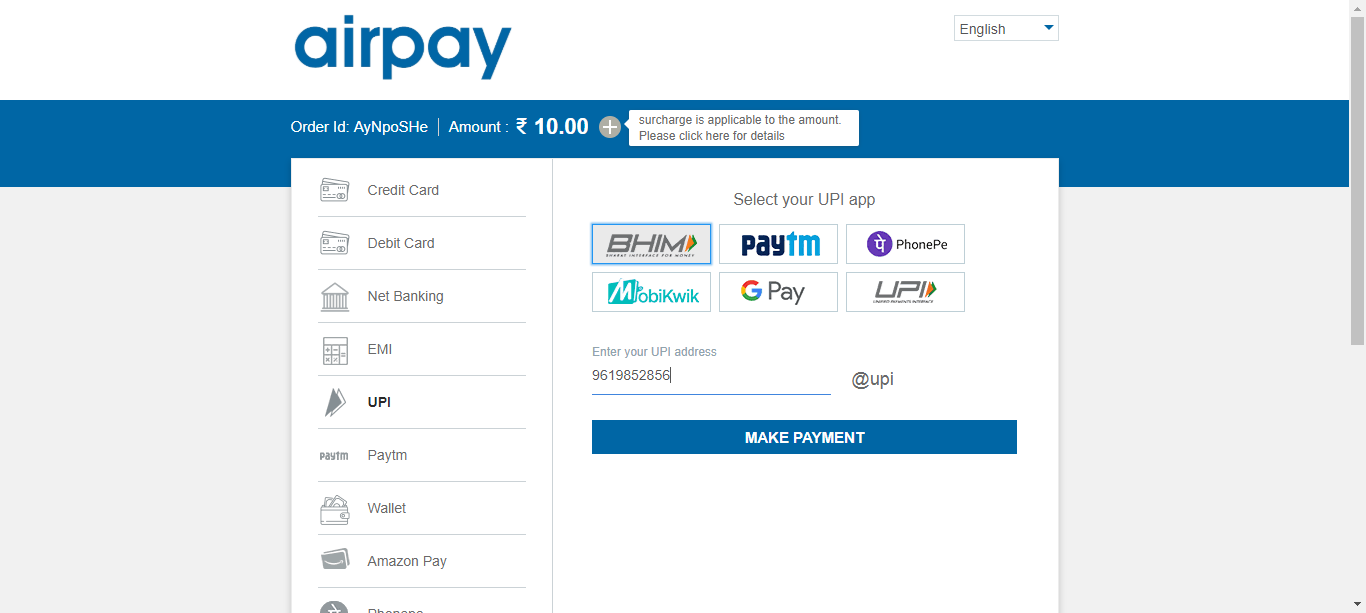 airpay
English
Order Id: AyNpoSHe | Amount : ₹ 10.00
surcharge is applicable to the amount.
Please click here for details
Credit Card
Debit Card
Net Banking
EMI
UPI
paytm Paytm
Wallet
Amazon Pay
Phonepe
Select your UPI app
BHIM
BHARAT INTERFACE FOR MONEY
paytm
पे PhonePe
MobiKwik
G Pay
UPI
UNIFIED PAYMENTS INTERFACE
Enter your UPI address
9619852856
@upi
MAKE PAYMENT